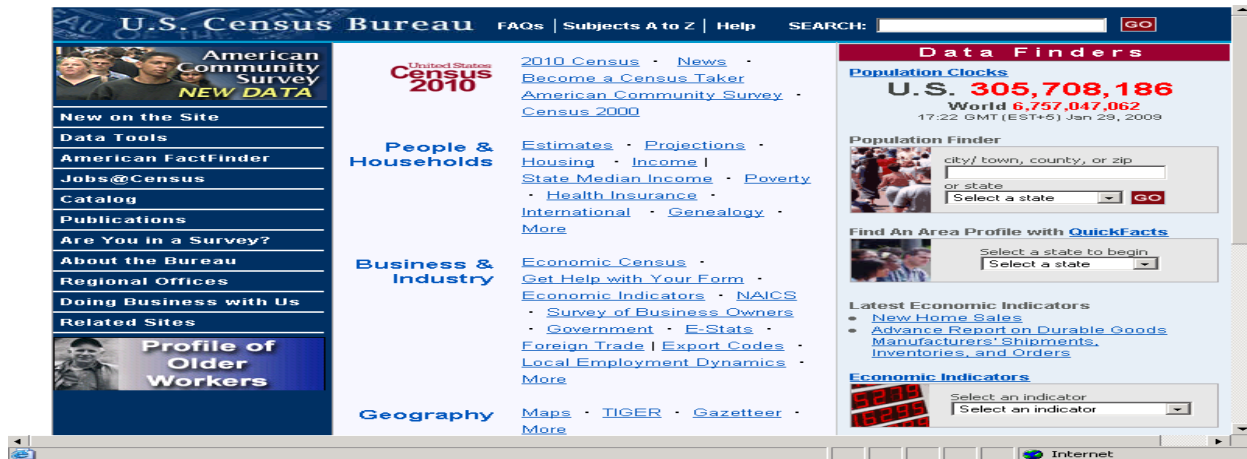 U.S. Census Bureau FAQs | Subjects A to Z | Help SEARCH: GO
American
Community
Survey
NEW DATA
New on the Site
Data Tools
American FactFinder
Jobs@Census
Catalog
Publications
Are You in a Survey?
About the Bureau
Regional Offices
Doing Business with Us
Related Sites
Profile of
Older
Workers
United States
Census
2010
2010 Census · News ·
Become a Census Taker
American Community Survey ·
Census 2000
People &
Households
Estimates · Projections ·
Housing · Income |
State Median Income · Poverty
· Health Insurance ·
International · Genealogy ·
More
Business &
Industry
Economic Census ·
Get Help with Your Form ·
Economic Indicators · NAICS
· Survey of Business Owners
· Government · E-Stats ·
Foreign Trade | Export Codes ·
Local Employment Dynamics ·
More
Geography
Maps · TIGER · Gazetteer ·
More
Data Finders
Population Clocks
U.S. 305,708,186
World 6,757,047,062
17:22 GMT (EST+5) Jan 29, 2009
Population Finder
city/ town, county, or zip
or state
Select a state GO
Find An Area Profile with QuickFacts
Select a state to begin
Select a state
Latest Economic Indicators
• New Home Sales
• Advance Report on Durable Goods
Manufacturers' Shipments,
Inventories, and Orders
Economic Indicators
5279
16295
Select an indicator
Select an indicator
Internet